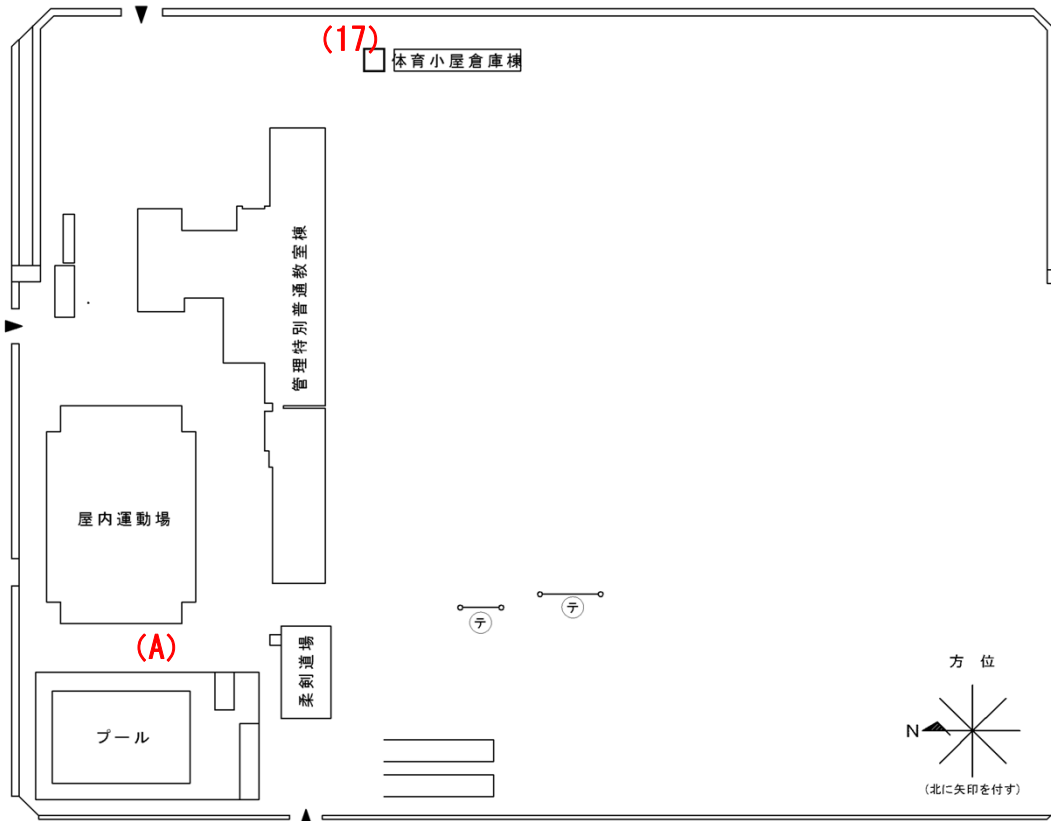 (17)
体育小屋倉庫棟
管理特別普通教室棟
屋内運動場
テ
テ
(A)
柔剣道場
方 位
プール
N
(北に矢印を付す)